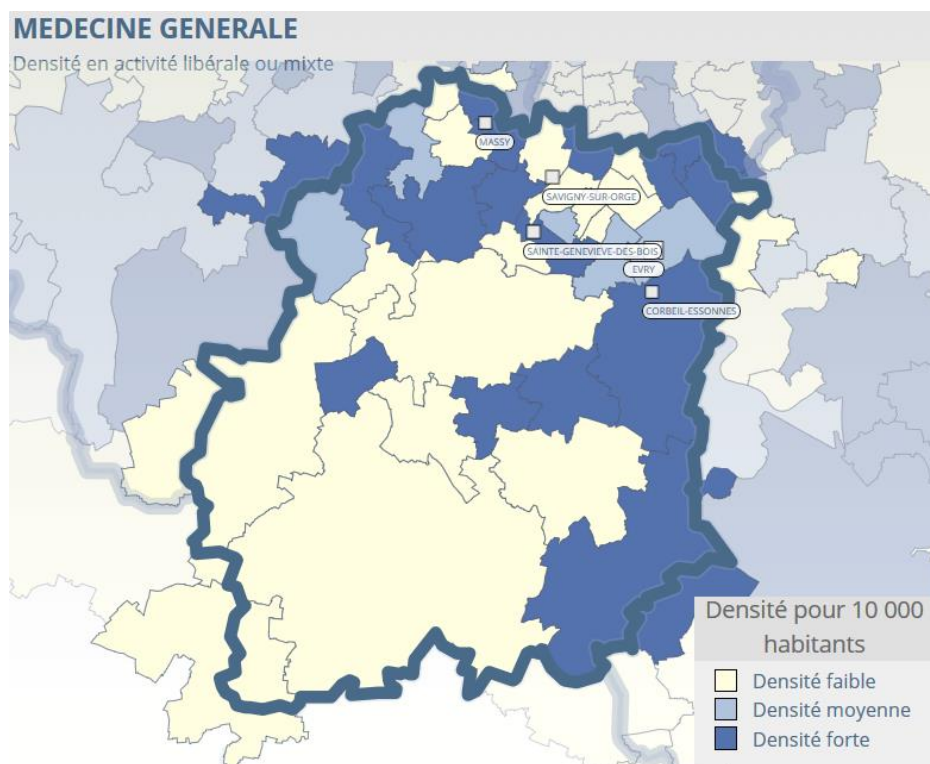 MEDECINE GENERALE
Densité en activité libérale ou mixte
MASSY
SAVIGNY-SUR-ORGE
SAINTE-GENEVIEVE-DES-BOIS
EVRY
CORBEIL-ESSONNES
Densité pour 10 000
habitants
Densité faible
Densité moyenne
Densité forte